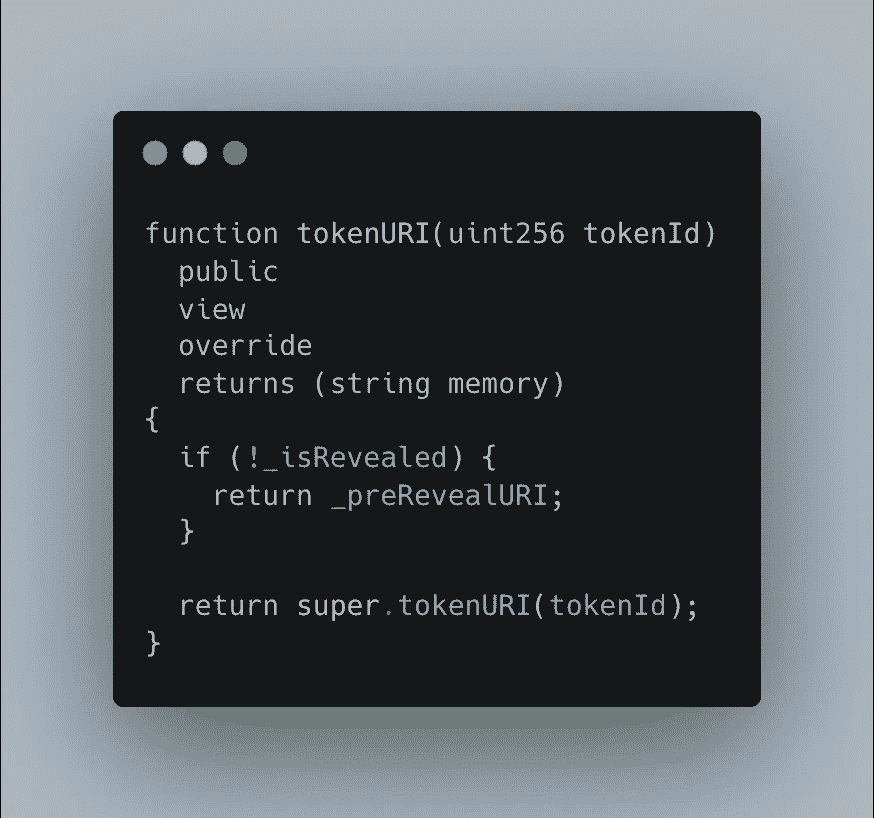 function tokenURI(uint256 tokenId)
  public
  view
  override
  returns (string memory)
{
  if (!_isRevealed) {
    return _preRevealURI;
  }

  return super.tokenURI(tokenId);
}